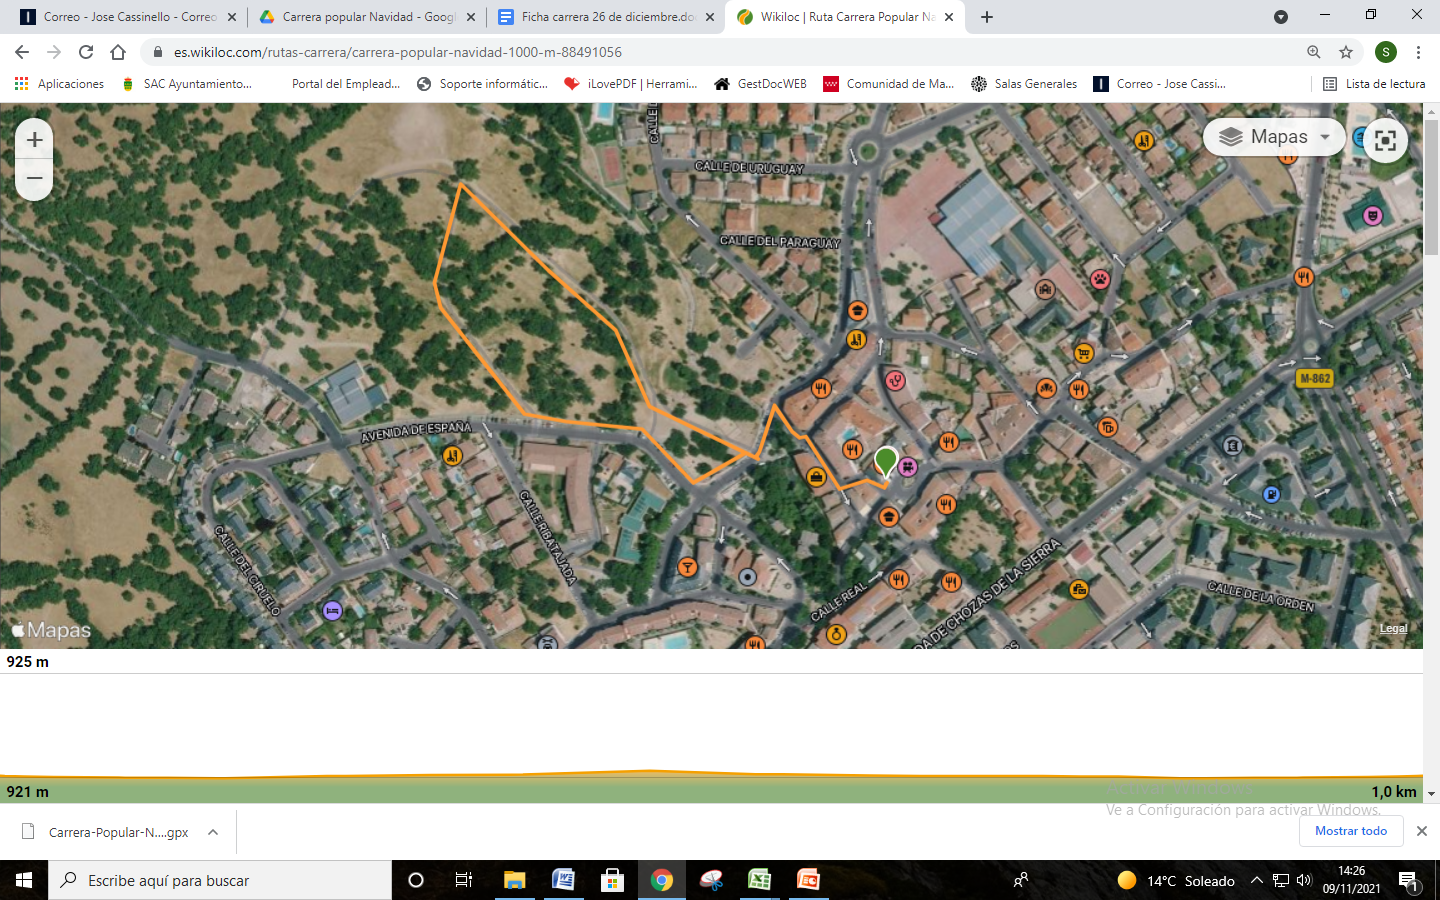 Correo - Jose Cassinello - Correo
Carrera popular Navidad - Googl
Ficha carrera 26 de diciembre.do
Wikiloc | Ruta Carrera Popular Na
es.wikiloc.com/rutas-carrera/carrera-popular-navidad-1000-m-88491056
S
Aplicaciones
SAC Ayuntamiento...
Portal del Emplead...
Soporte informátic...
iLovePDF | Herrami...
GestDocWEB
Comunidad de Ma...
Salas Generales
Correo - Jose Cassi...
Lista de lectura
Mapas
CALLE DE URUGUAY
CALLE DEL PARAGUAY
M-862
AVENIDA DE ESPAÑA
CALLE RIBATAJADA
CALLE DEL CIRUELO
CALLE REAL
DA DE CHOZAS DE LA SIERRA
CALLE DE LA ORDEN
Mapas
Legal
925 m
921 m
1,0 km
Activar Windows
Ve a Configuración para activar Windows.
Carrera-Popular-N....gpx
Mostrar todo
Escribe aquí para buscar
14°C Soleado
14:26
09/11/2021
1